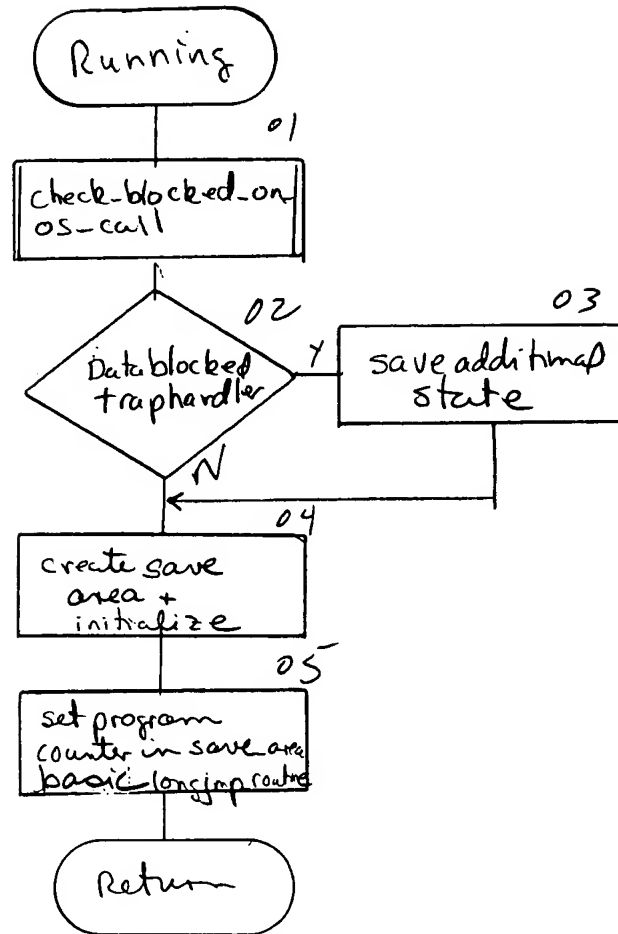 Running
01
check-blocked-on
os-call
02
Data blocked
traphandler
Y
N
03
save additional
state
04
create save
area +
initialize
05
set program
counter in save area
basic longjmp routine
Return